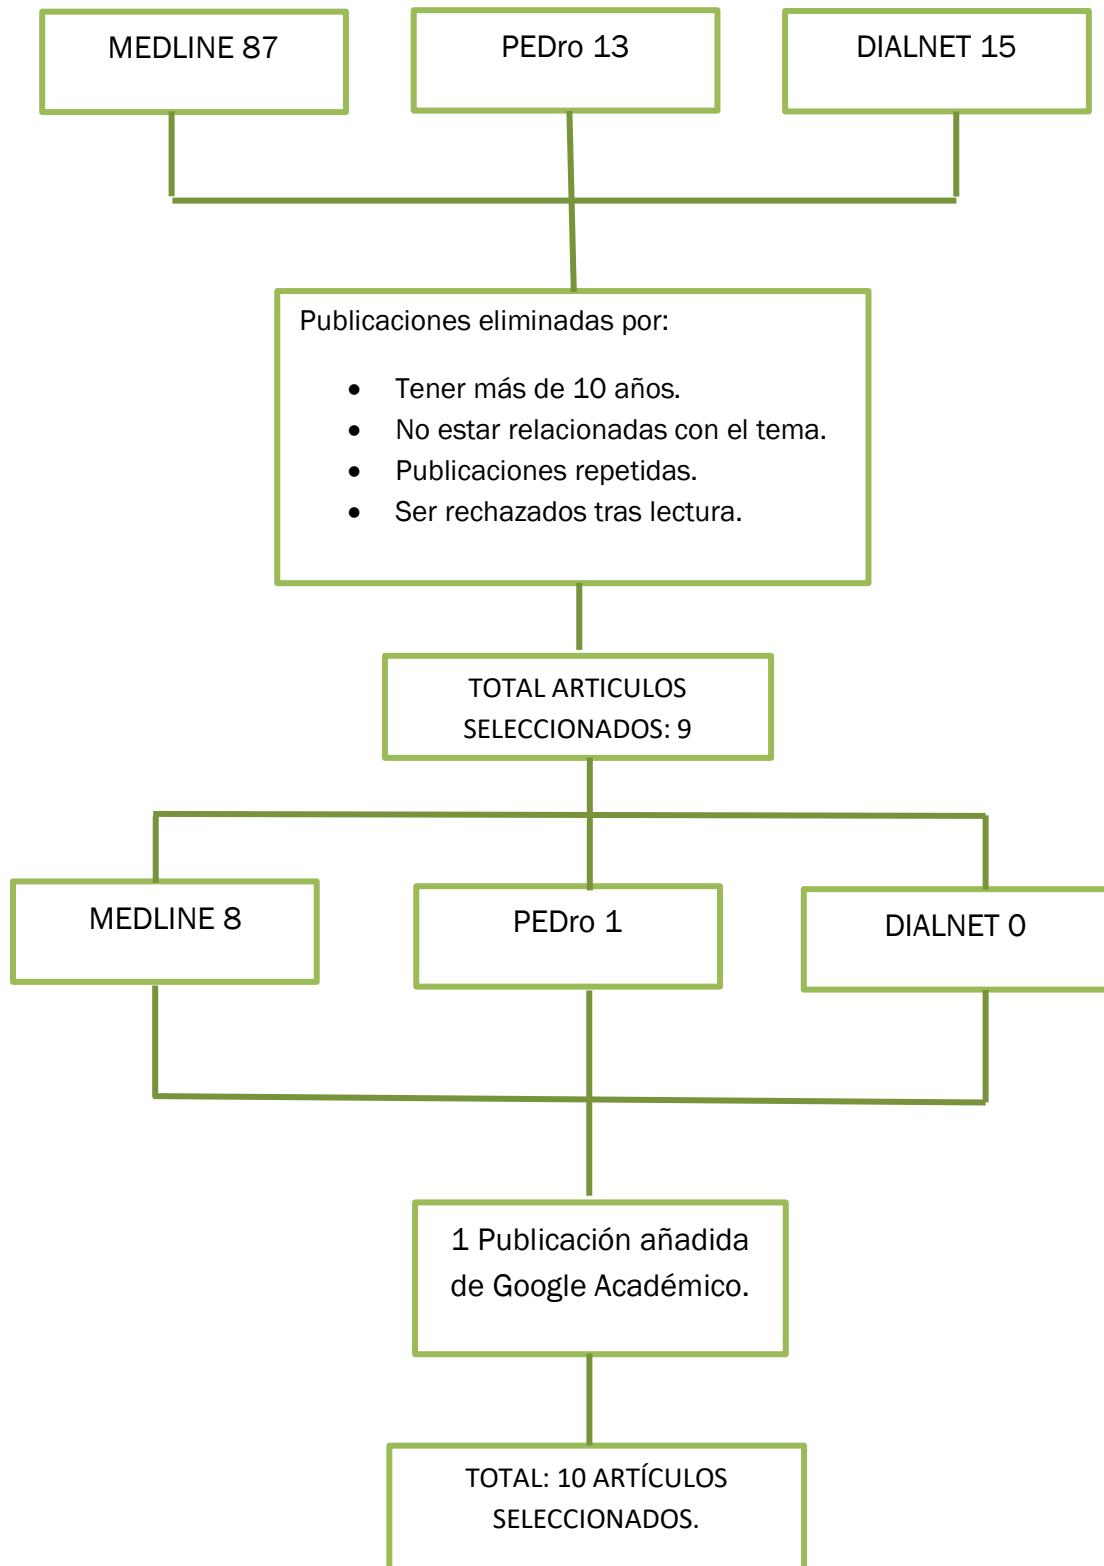 MEDLINE 87
PEDro 13
DIALNET 15
Publicaciones eliminadas por:
• Tener más de 10 años.
• No estar relacionadas con el tema.
• Publicaciones repetidas.
• Ser rechazados tras lectura.
TOTAL ARTICULOS
SELECCIONADOS: 9
MEDLINE 8
PEDro 1
DIALNET 0
1 Publicación añadida
de Google Académico.
TOTAL: 10 ARTÍCULOS
SELECCIONADOS.